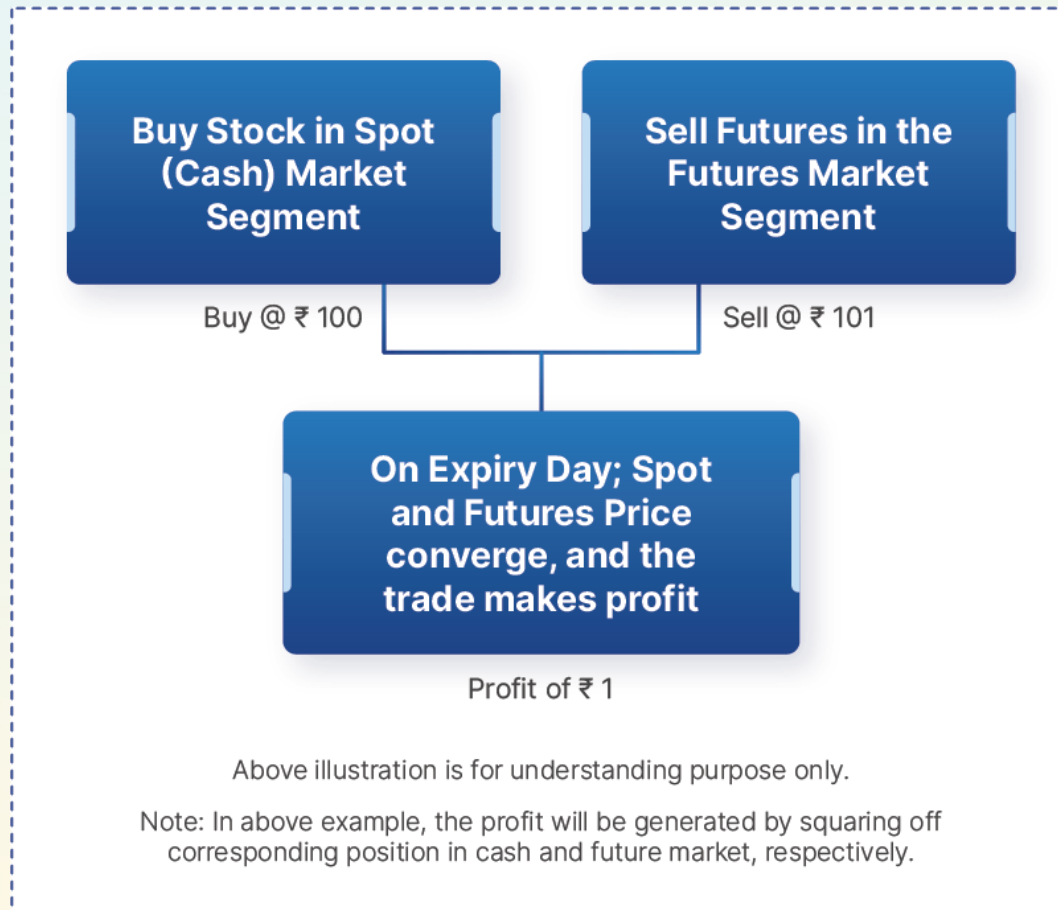 Buy Stock in Spot
(Cash) Market
Segment
Sell Futures in the
Futures Market
Segment
Buy @ ₹ 100
Sell @ ₹ 101
On Expiry Day; Spot
and Futures Price
converge, and the
trade makes profit
Profit of ₹ 1
Above illustration is for understanding purpose only.
Note: In above example, the profit will be generated by squaring off
corresponding position in cash and future market, respectively.